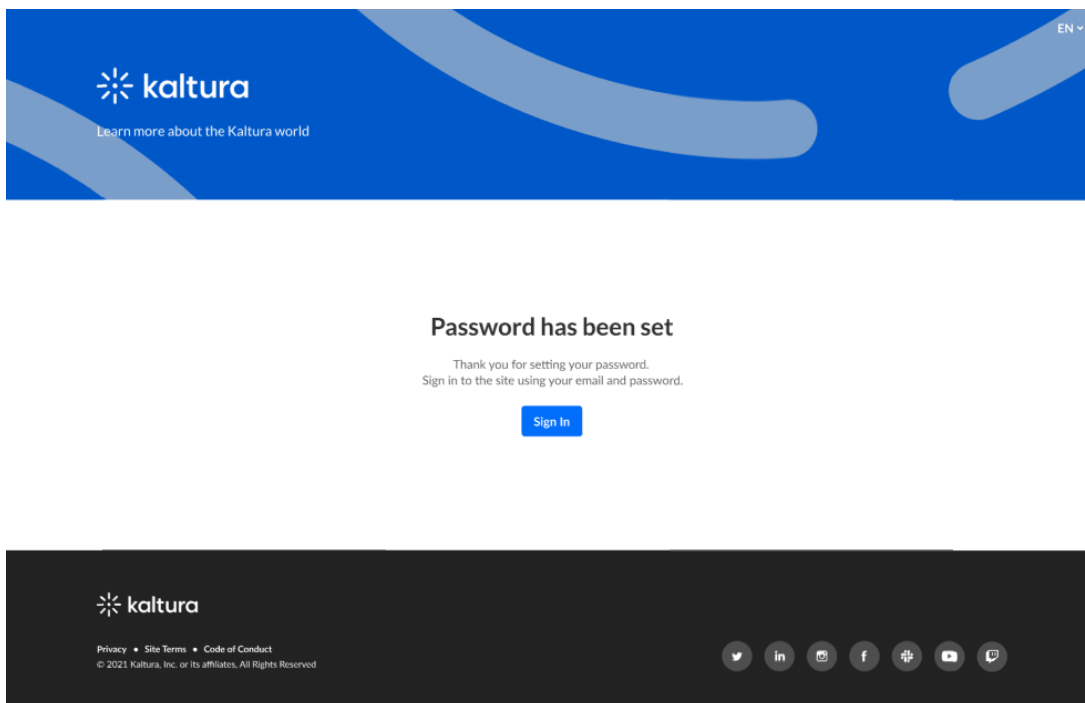 EN
kaltura
Learn more about the Kaltura world
Password has been set
Thank you for setting your password.
Sign in to the site using your email and password.
Sign In
kaltura
Privacy • Site Terms • Code of Conduct
© 2021 Kaltura, Inc. or its affiliates, All Rights Reserved